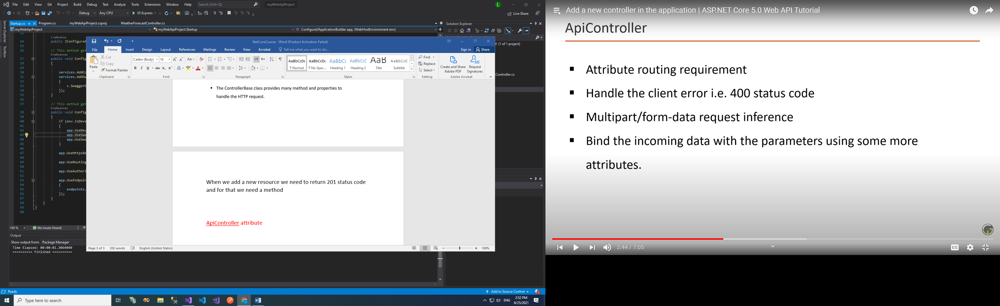 File Edit View Git Project Build Debug Test Analyze Tools Extensions Window Help Search (Ctrl+Q) myWebApiProject L
Debug Any CPU IIS Express Live Share
Server Explorer
Toolbox
Startup.cs Program.cs myWebApiProject.csproj WeatherForecastController.cs
myWebApiProject myWebApiProject.Startup Configure(IApplicationBuilder app, IWebHostEnvironment env)
23
1 reference
24 public IConfigurat
25
26 // This method get
0 references
27 public void Config
28 {
29
30 services.AddCo
31 services.AddSw
32 {
33 c.SwaggerD
34 });
35 }
36
37 // This method get
0 references
38 public void Config
39 {
40 if (env.IsDeve
41 {
42 app.UseDev
43 app.UseSwa
44 app.UseSwa
45 }
46
47 app.UseHttpsRe
48
49 app.UseRouting
50
51 app.UseAuthori
52
53 app.UseEndpoin
54 {
55 endpoints.
56 });
57 }
58 }
59 }
60
100 % No issues found
Output
Show output from: Package Manager
Time Elapsed: 00:00:01.3064040
========== Finished ==========
Ready
Add to Source Control 3
Solution Explorer
t' (1 of 1 project)
Controller.cs
NetCoreCourse - Word (Product Activation Failed)
File Home Insert Design Layout References Mailings Review View Acrobat Tell me what you want to do... Sign in Share
Paste
Cut
Copy
Format Painter
Clipboard
Calibri (Body) 16
Font
Paragraph
AaBbCcDc AaBbCcDc AaBbCc AaBbCcE AaB AaBbCcE
¶ Normal ¶ No Spac... Heading 1 Heading 2 Title Subtitle
Styles
Find
Replace
Select
Editing
Create and Share Adobe PDF
Request Signatures
Adobe Acrobat
▪ The ControllerBase class provides many method and properties to
handle the HTTP request.
When we add a new resource we need to return 201 status code
and for that we need a method
ApiController attribute
Page 3 of 3 202 words English (United States) 100%
Type here to search
ENG
2:52 PM
8/25/2021
Add a new controller in the application | ASP.NET Core 5.0 Web API Tutorial
ApiController
▪ Attribute routing requirement
▪ Handle the client error i.e. 400 status code
▪ Multipart/form-data request inference
▪ Bind the incoming data with the parameters using some more
attributes.
2:44 / 7:05
CC